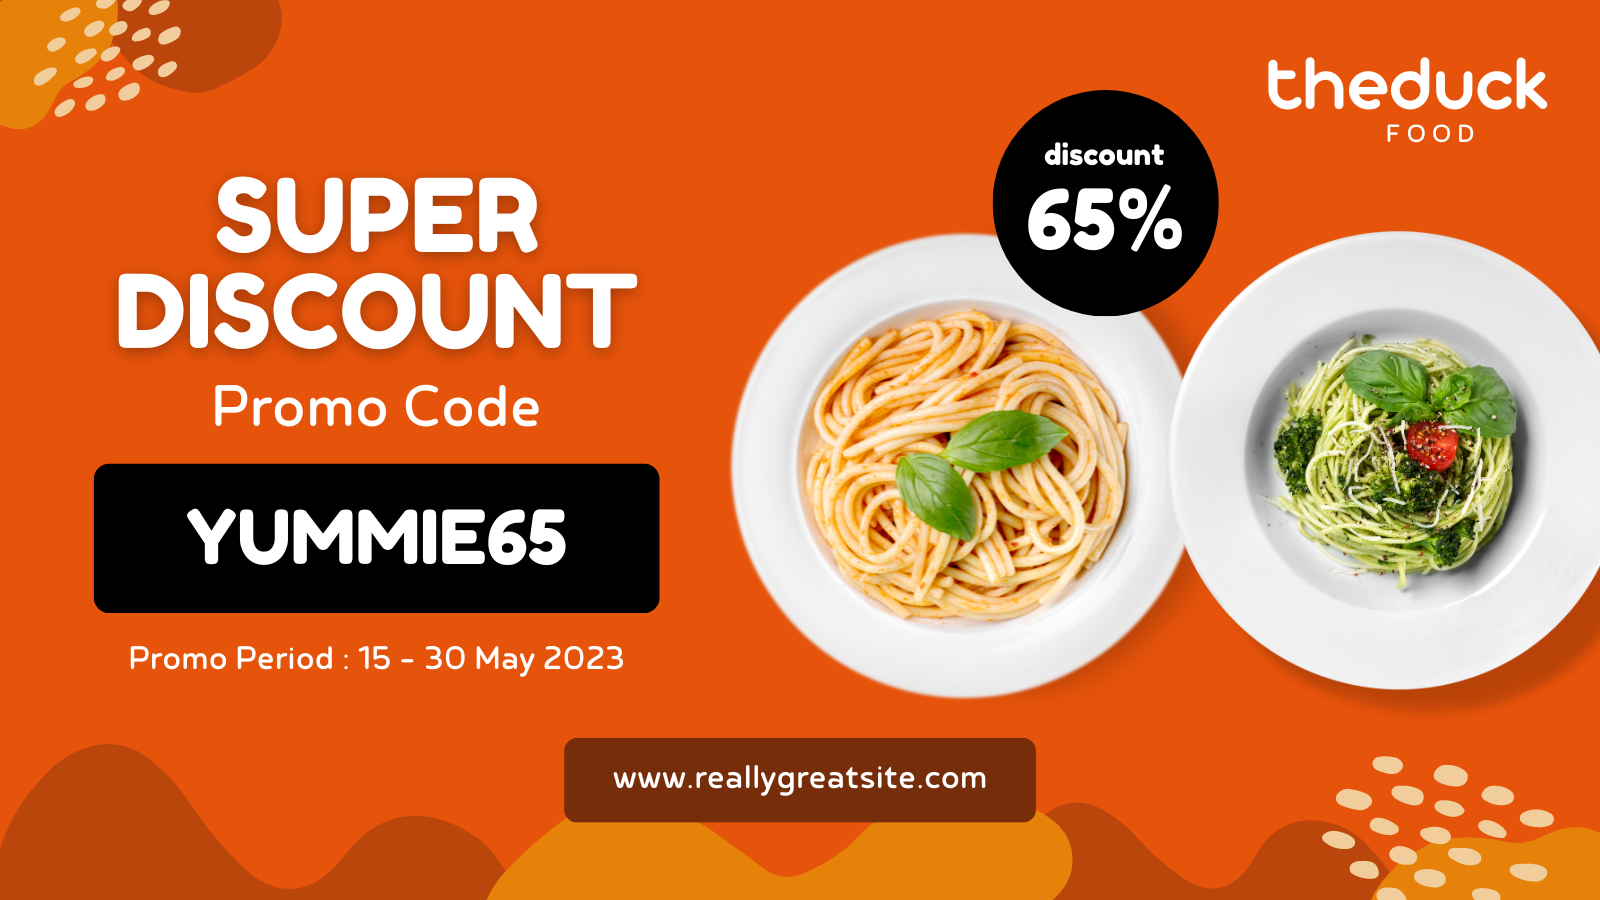 theduck
FOOD
discount
65%
SUPER
DISCOUNT
Promo Code
YUMMIE65
Promo Period : 15 - 30 May 2023
www.reallygreatsite.com